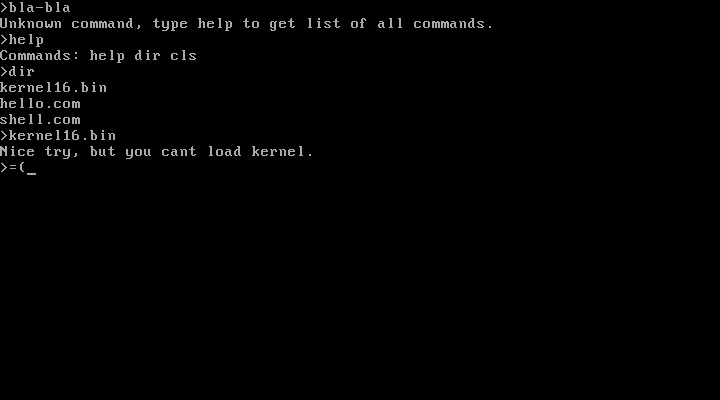 >bla-bla
Unknown command, type help to get list of all commands.
>help
Commands: help dir cls
>dir
kernel16.bin
hello.com
shell.com
>kernel16.bin
Nice try, but you cant load kernel.
>=(_